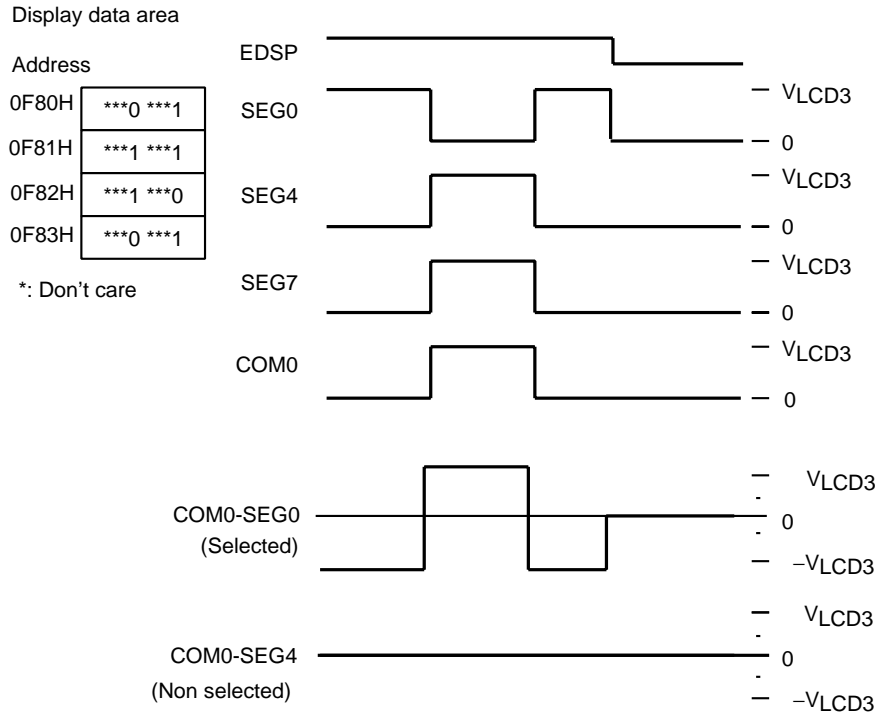 Display data area
Address
0F80H ***0 ***1
0F81H ***1 ***1
0F82H ***1 ***0
0F83H ***0 ***1
*: Don't care
EDSP
SEG0
VLCD3
0
SEG4
VLCD3
0
SEG7
VLCD3
0
COM0
VLCD3
0
COM0-SEG0
(Selected)
VLCD3
0
−VLCD3
COM0-SEG4
(Non selected)
VLCD3
0
−VLCD3